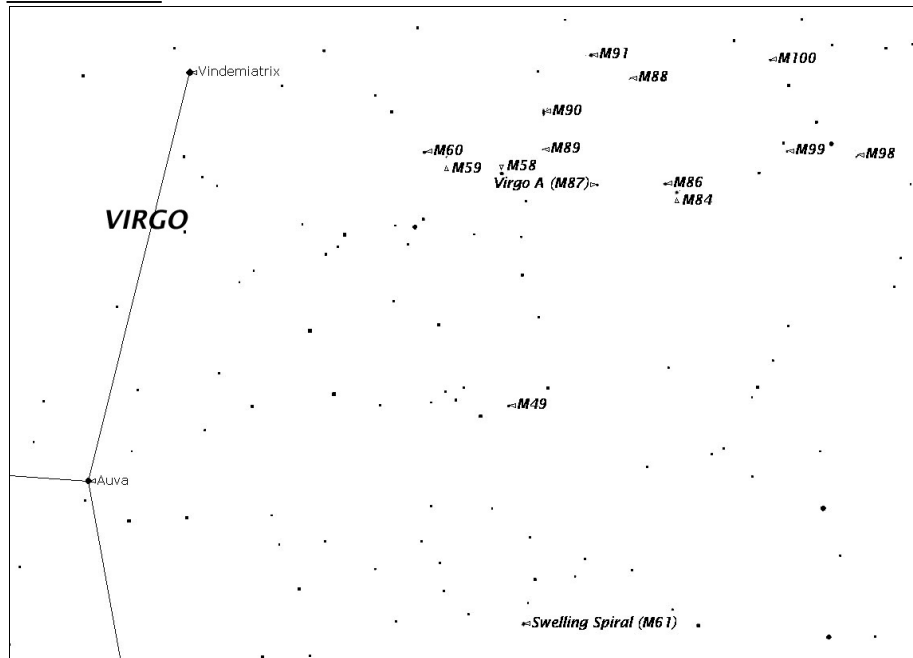 M91
M100
Vindemiatrix
M88
M90
M60
M89
M99
M98
M59
M58
Virgo A (M87)
M86
M84
VIRGO
M49
Auva
Swelling Spiral (M61)